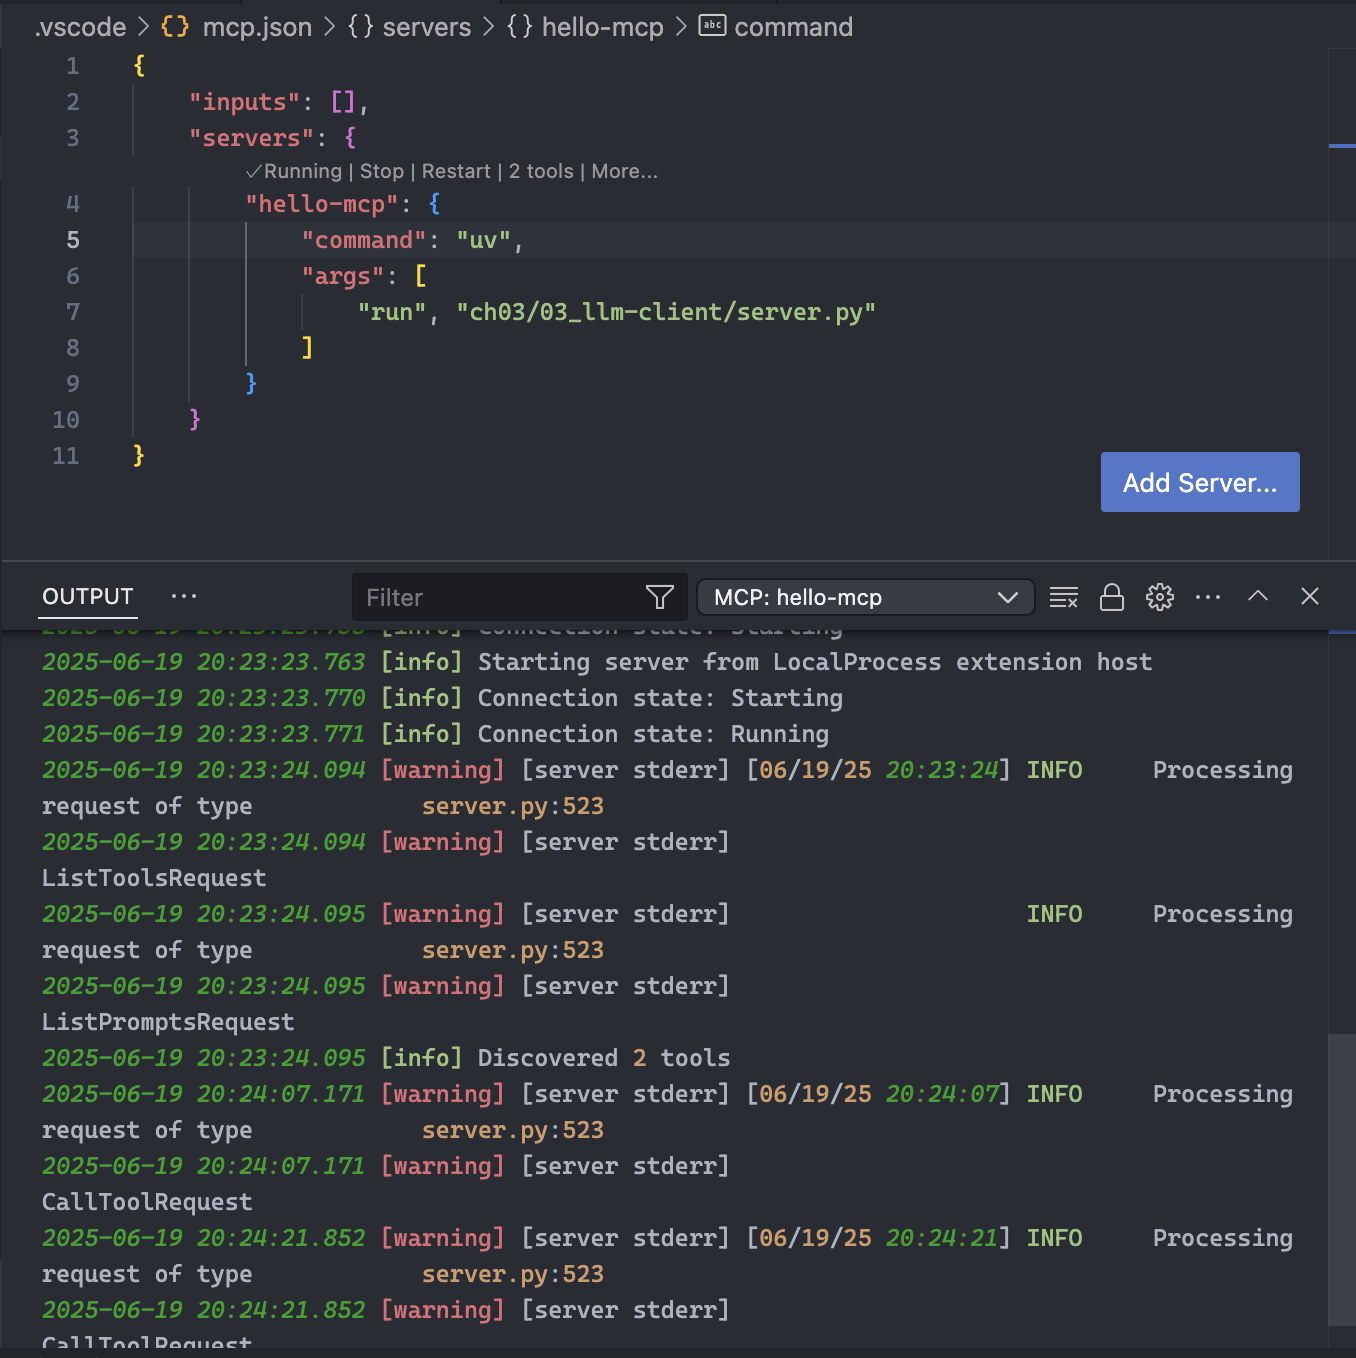 .vscode > {} mcp.json > {} servers > {} hello-mcp > abc command
1 {
2 "inputs": [],
3 "servers": {
✓Running | Stop | Restart | 2 tools | More...
4 "hello-mcp": {
5 "command": "uv",
6 "args": [
7 "run", "ch03/03_llm-client/server.py"
8 ]
9 }
10 }
11 }
Add Server...
OUTPUT ··· Filter MCP: hello-mcp ···
[info] Connection state: Starting
2025-06-19 20:23:23.763 [info] Starting server from LocalProcess extension host
2025-06-19 20:23:23.770 [info] Connection state: Starting
2025-06-19 20:23:23.771 [info] Connection state: Running
2025-06-19 20:23:24.094 [warning] [server stderr] [06/19/25 20:23:24] INFO Processing
request of type server.py:523
2025-06-19 20:23:24.094 [warning] [server stderr]
ListToolsRequest
2025-06-19 20:23:24.095 [warning] [server stderr] INFO Processing
request of type server.py:523
2025-06-19 20:23:24.095 [warning] [server stderr]
ListPromptsRequest
2025-06-19 20:23:24.095 [info] Discovered 2 tools
2025-06-19 20:24:07.171 [warning] [server stderr] [06/19/25 20:24:07] INFO Processing
request of type server.py:523
2025-06-19 20:24:07.171 [warning] [server stderr]
CallToolRequest
2025-06-19 20:24:21.852 [warning] [server stderr] [06/19/25 20:24:21] INFO Processing
request of type server.py:523
2025-06-19 20:24:21.852 [warning] [server stderr]
CallToolRequest